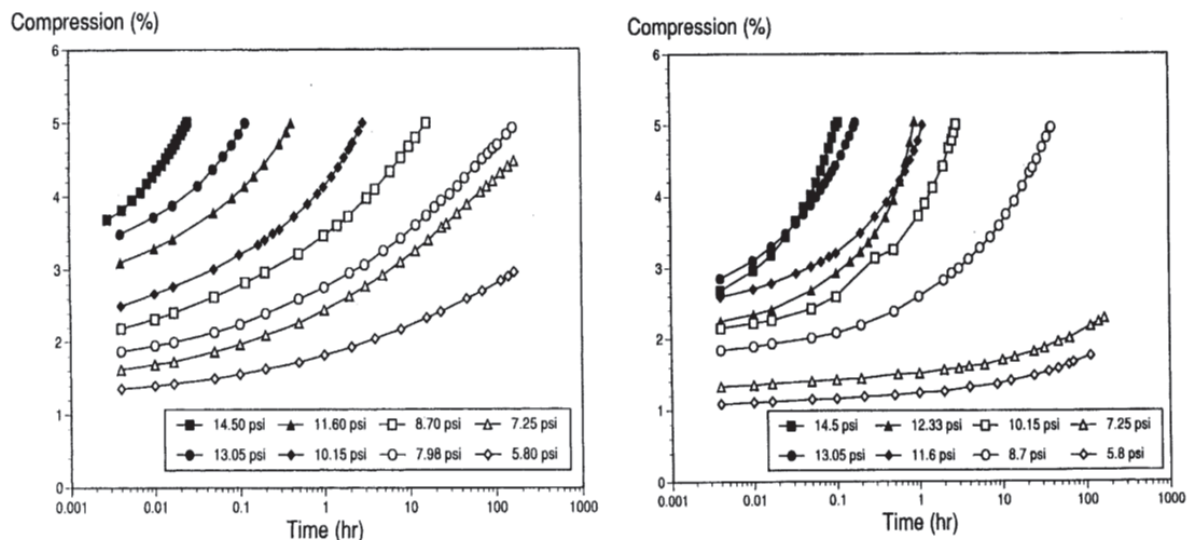 Compression (%)
6
5
4
3
2
1
0
0.001 0.01 0.1 1 10 100 1000
Time (hr)
14.50 psi 11.60 psi 8.70 psi 7.25 psi
13.05 psi 10.15 psi 7.98 psi 5.80 psi
Compression (%)
6
5
4
3
2
1
0
0.001 0.01 0.1 1 10 100 1000
Time (hr)
14.5 psi 12.33 psi 10.15 psi 7.25 psi
13.05 psi 11.6 psi 8.7 psi 5.8 psi